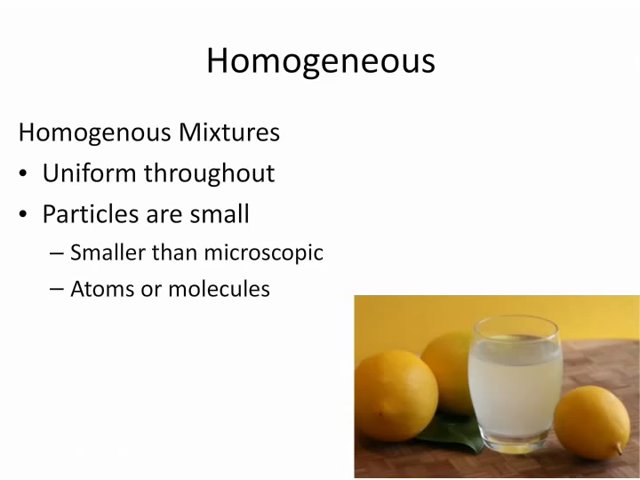 Homogeneous
Homogenous Mixtures
• Uniform throughout
• Particles are small
– Smaller than microscopic
– Atoms or molecules